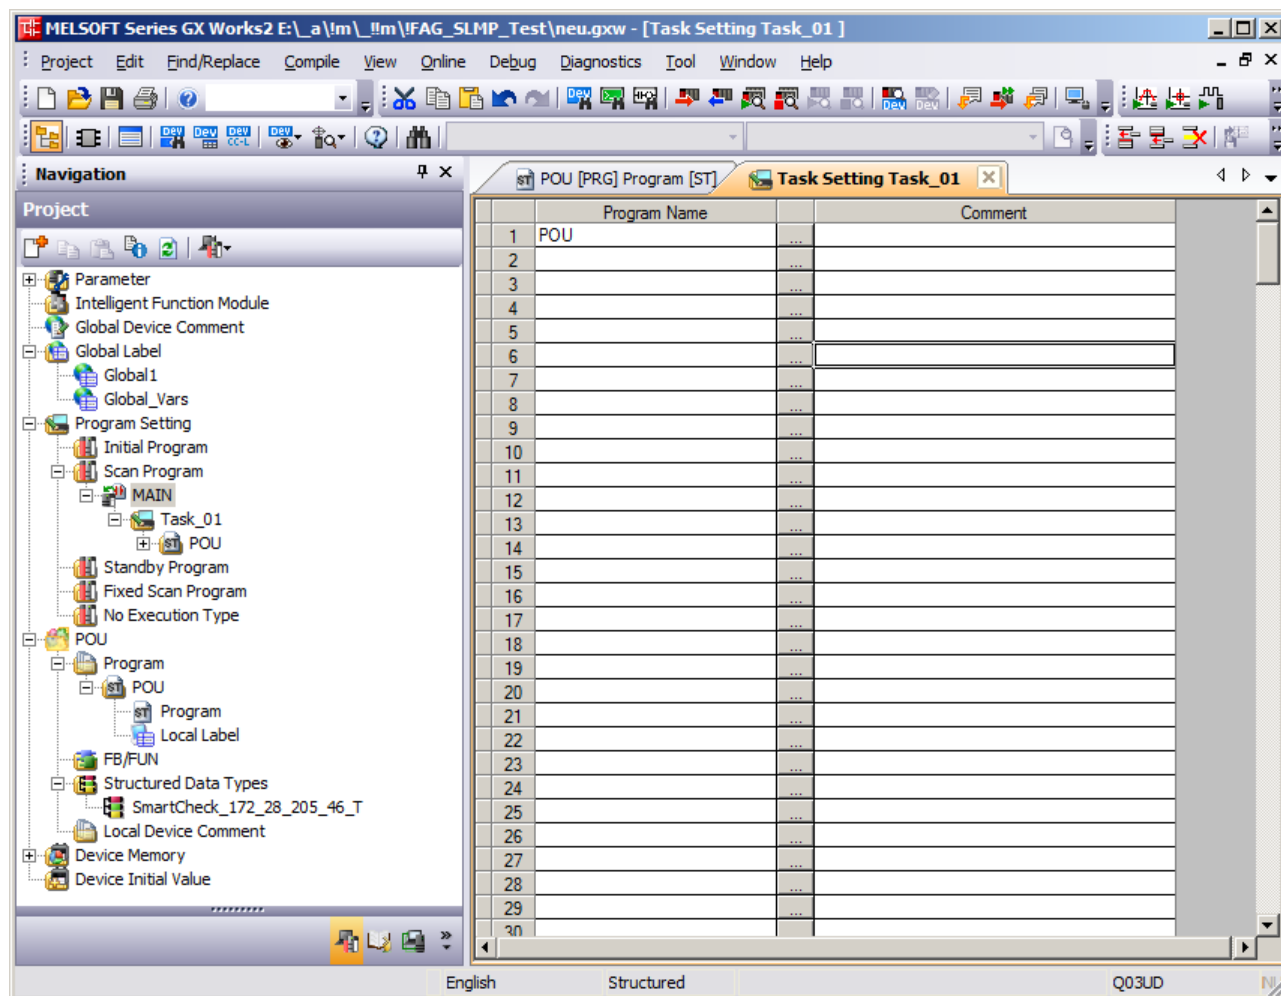 MELSOFT Series GX Works2 E:\_a\!m\_!!m\!FAG_SLMP_Test\neu.gxw - [Task Setting Task_01 ]
Project Edit Find/Replace Compile View Online Debug Diagnostics Tool Window Help
Navigation
Project
Parameter
Intelligent Function Module
Global Device Comment
Global Label
Global1
Global_Vars
Program Setting
Initial Program
Scan Program
MAIN
Task_01
POU
Standby Program
Fixed Scan Program
No Execution Type
POU
Program
POU
Program
Local Label
FB/FUN
Structured Data Types
SmartCheck_172_28_205_46_T
Local Device Comment
Device Memory
Device Initial Value
POU [PRG] Program [ST]
Task Setting Task_01
Program Name Comment
1 POU ...
2 ...
3 ...
4 ...
5 ...
6 ...
7 ...
8 ...
9 ...
10 ...
11 ...
12 ...
13 ...
14 ...
15 ...
16 ...
17 ...
18 ...
19 ...
20 ...
21 ...
22 ...
23 ...
24 ...
25 ...
26 ...
27 ...
28 ...
29 ...
30
English Structured Q03UD